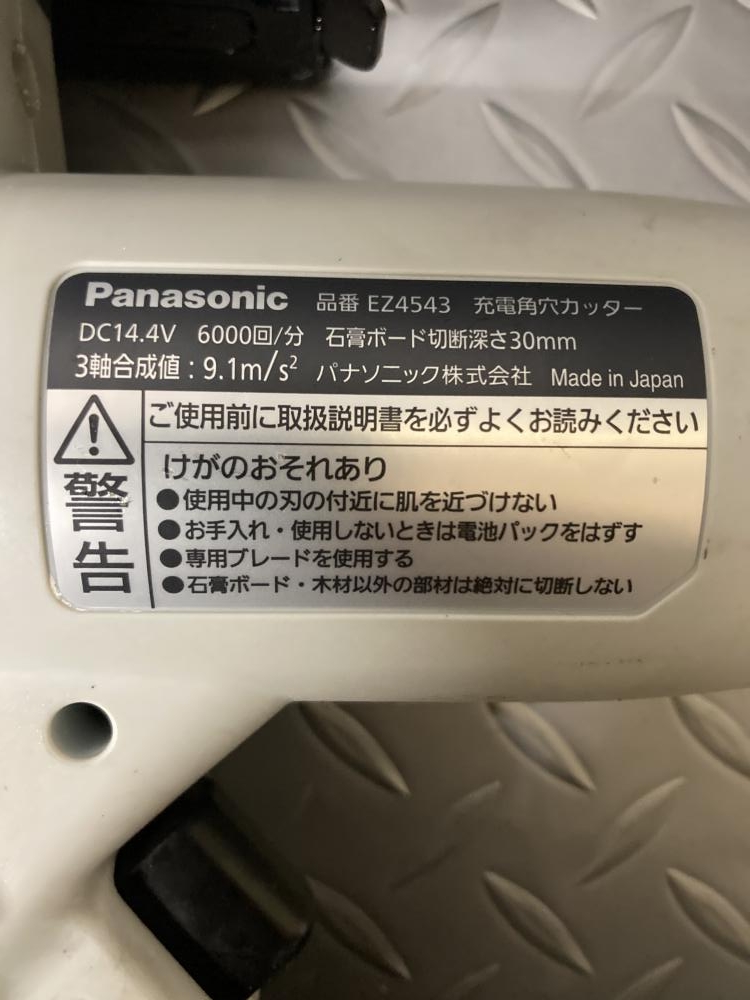 Panasonic 品番 EZ4543 充電角穴カッター
DC14.4V 6000回/分 石膏ボード切断深さ30mm
3軸合成値：9.1m/s² パナソニック株式会社 Made in Japan
ご使用前に取扱説明書を必ずよくお読みください
警告
けがのおそれあり
●使用中の刃の付近に肌を近づけない
●お手入れ・使用しないときは電池パックをはずす
●専用ブレードを使用する
●石膏ボード・木材以外の部材は絶対に切断しない